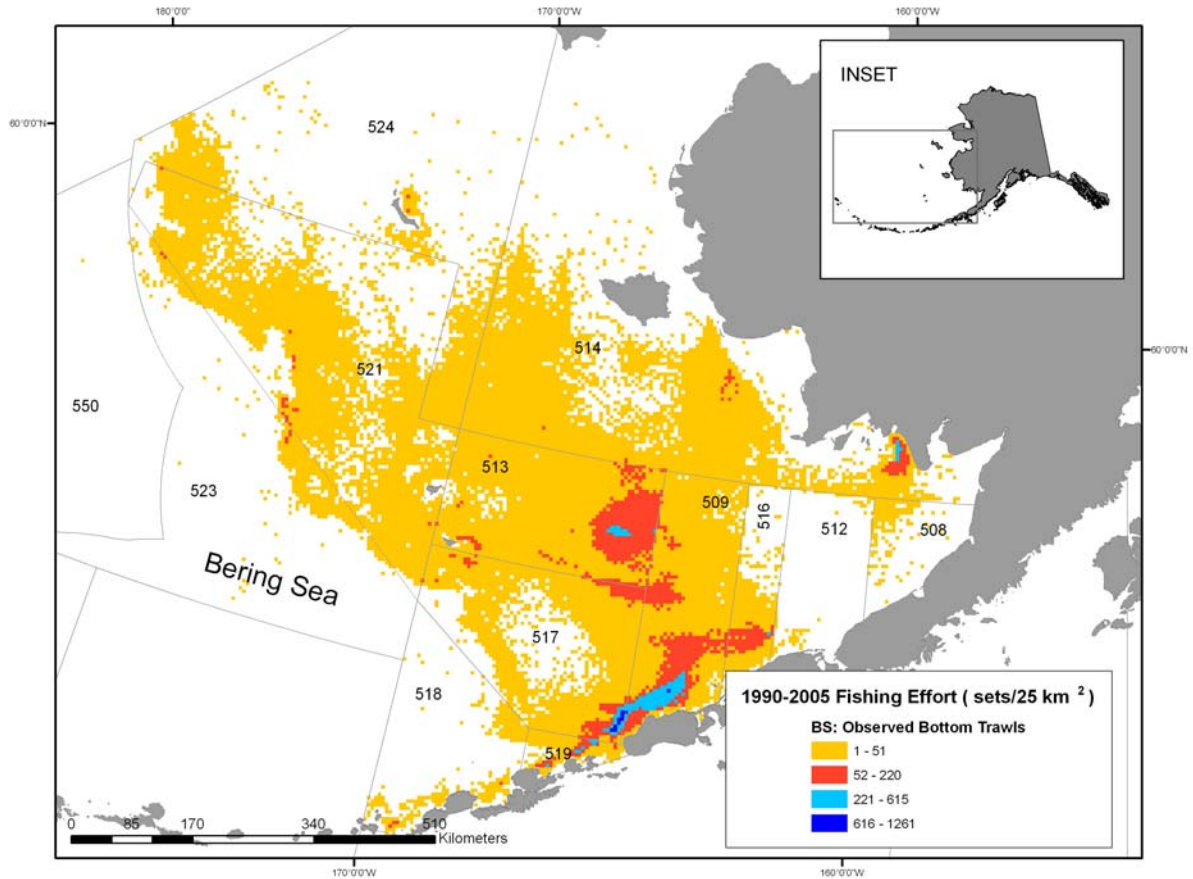 180°0'0"
170°0'0"W
160°0'0"W
INSET
60°0'0"N
524
60°0'0"N
514
521
550
513
509
516
512
508
523
Bering Sea
517
518
1990-2005 Fishing Effort ( sets/25 km 2 )
BS: Observed Bottom Trawls
1 - 51
52 - 220
221 - 615
616 - 1261
519
0 85 170 340 510
Kilometers
170°0'0"W
160°0'0"W